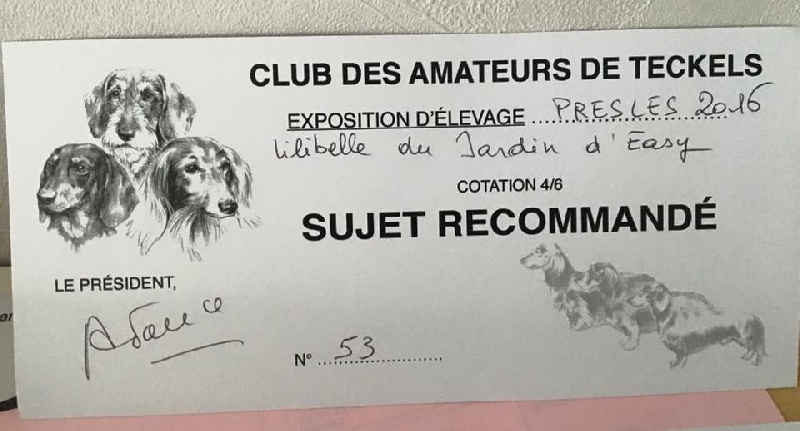 CLUB DES AMATEURS DE TECKELS
EXPOSITION D'ÉLEVAGE PRESLES 2016
Lilibelle du Jardin d'Easy
COTATION 4/6
SUJET RECOMMANDÉ
LE PRÉSIDENT,
N° 53